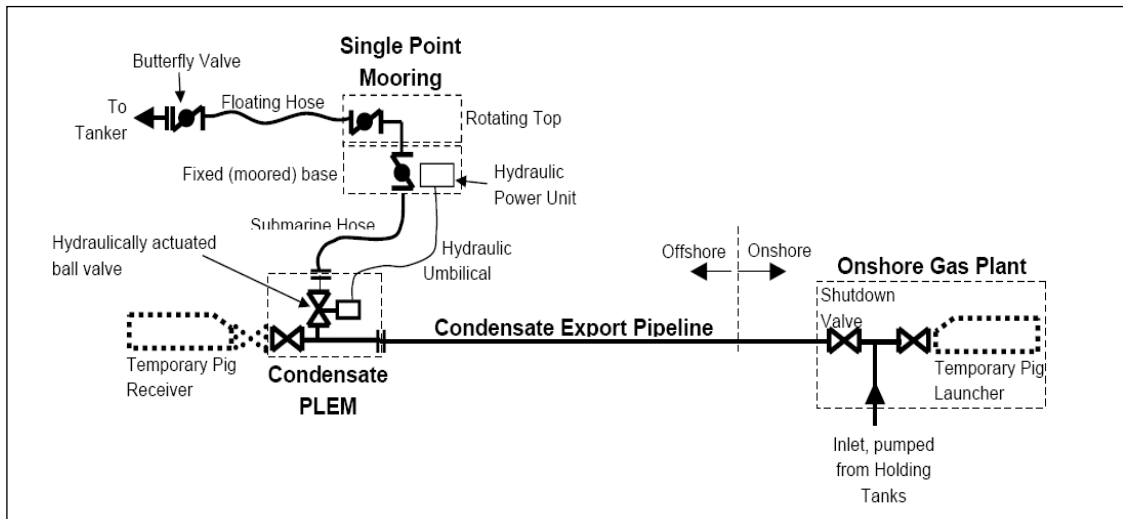 Single Point
Mooring
Butterfly Valve
To
Tanker
Floating Hose
Rotating Top
Fixed (moored) base
Hydraulic
Power Unit
Submarine Hose
Hydraulically actuated
ball valve
Hydraulic
Umbilical
Offshore
Onshore
Onshore Gas Plant
Shutdown
Valve
Condensate Export Pipeline
Temporary Pig
Receiver
Condensate
PLEM
Temporary Pig
Launcher
Inlet, pumped
from Holding
Tanks